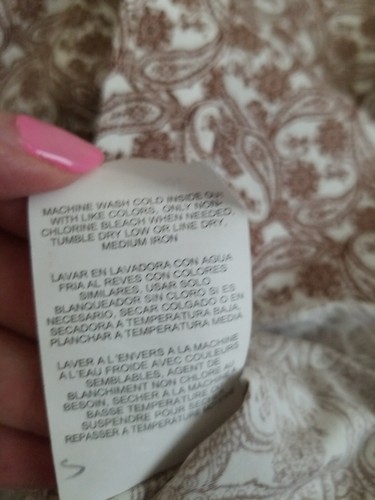 MACHINE WASH COLD INSIDE OUT
WITH LIKE COLORS, ONLY NON-
CHLORINE BLEACH WHEN NEEDED,
TUMBLE DRY LOW OR LINE DRY,
MEDIUM IRON
LAVAR EN LAVADORA CON AGUA
FRIA AL REVES CON COLORES
SIMILARES, USAR SOLO
BLANQUEADOR SIN CLORO SI ES
NECESARIO, SECAR COLGADO O EN
SECADORA A TEMPERATURA BAJA,
PLANCHAR A TEMPERATURA MEDIA
LAVER A L'ENVERS A LA MACHINE
A L'EAU FROIDE AVEC COULEURS
SEMBLABLES, AGENT DE
BLANCHIMENT NON CHLORE AU
BESOIN, SECHER A LA MACHINE
BASSE TEMPERATURE
SUSPENDRE POUR
REPASSER A TEMPERATURE